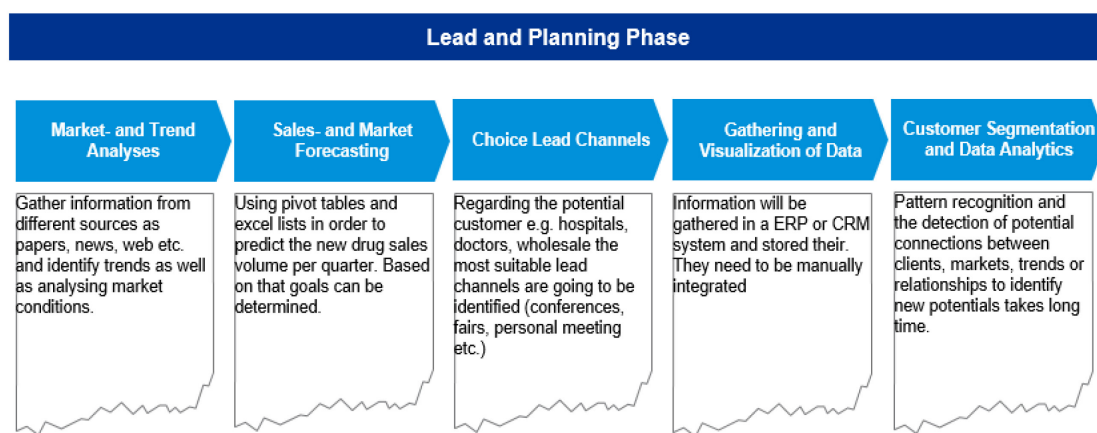 Lead and Planning Phase
Market- and Trend
Analyses
Sales- and Market
Forecasting
Choice Lead Channels
Gathering and
Visualization of Data
Customer Segmentation
and Data Analytics
Gather information from
different sources as
papers, news, web etc.
and identify trends as well
as analysing market
conditions.
Using pivot tables and
excel lists in order to
predict the new drug sales
volume per quarter. Based
on that goals can be
determined.
Regarding the potential
customer e.g. hospitals,
doctors, wholesale the
most suitable lead
channels are going to be
identified (conferences,
fairs, personal meeting
etc.)
Information will be
gathered in a ERP or CRM
system and stored their.
They need to be manually
integrated
Pattern recognition and
the detection of potential
connections between
clients, markets, trends or
relationships to identify
new potentials takes long
time.